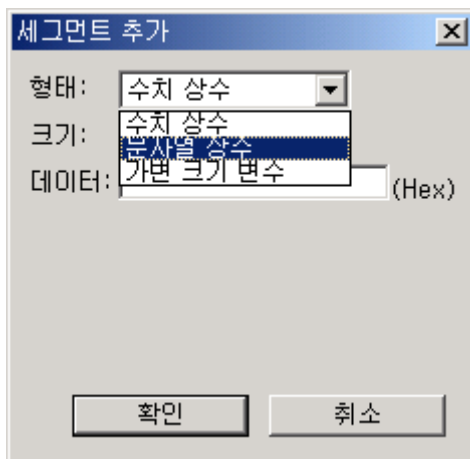 세그먼트 추가
형태: 수치 상수
수치 상수
크기:
문자열 상수
가변 크기 변수
데이터: (Hex)
확인 취소